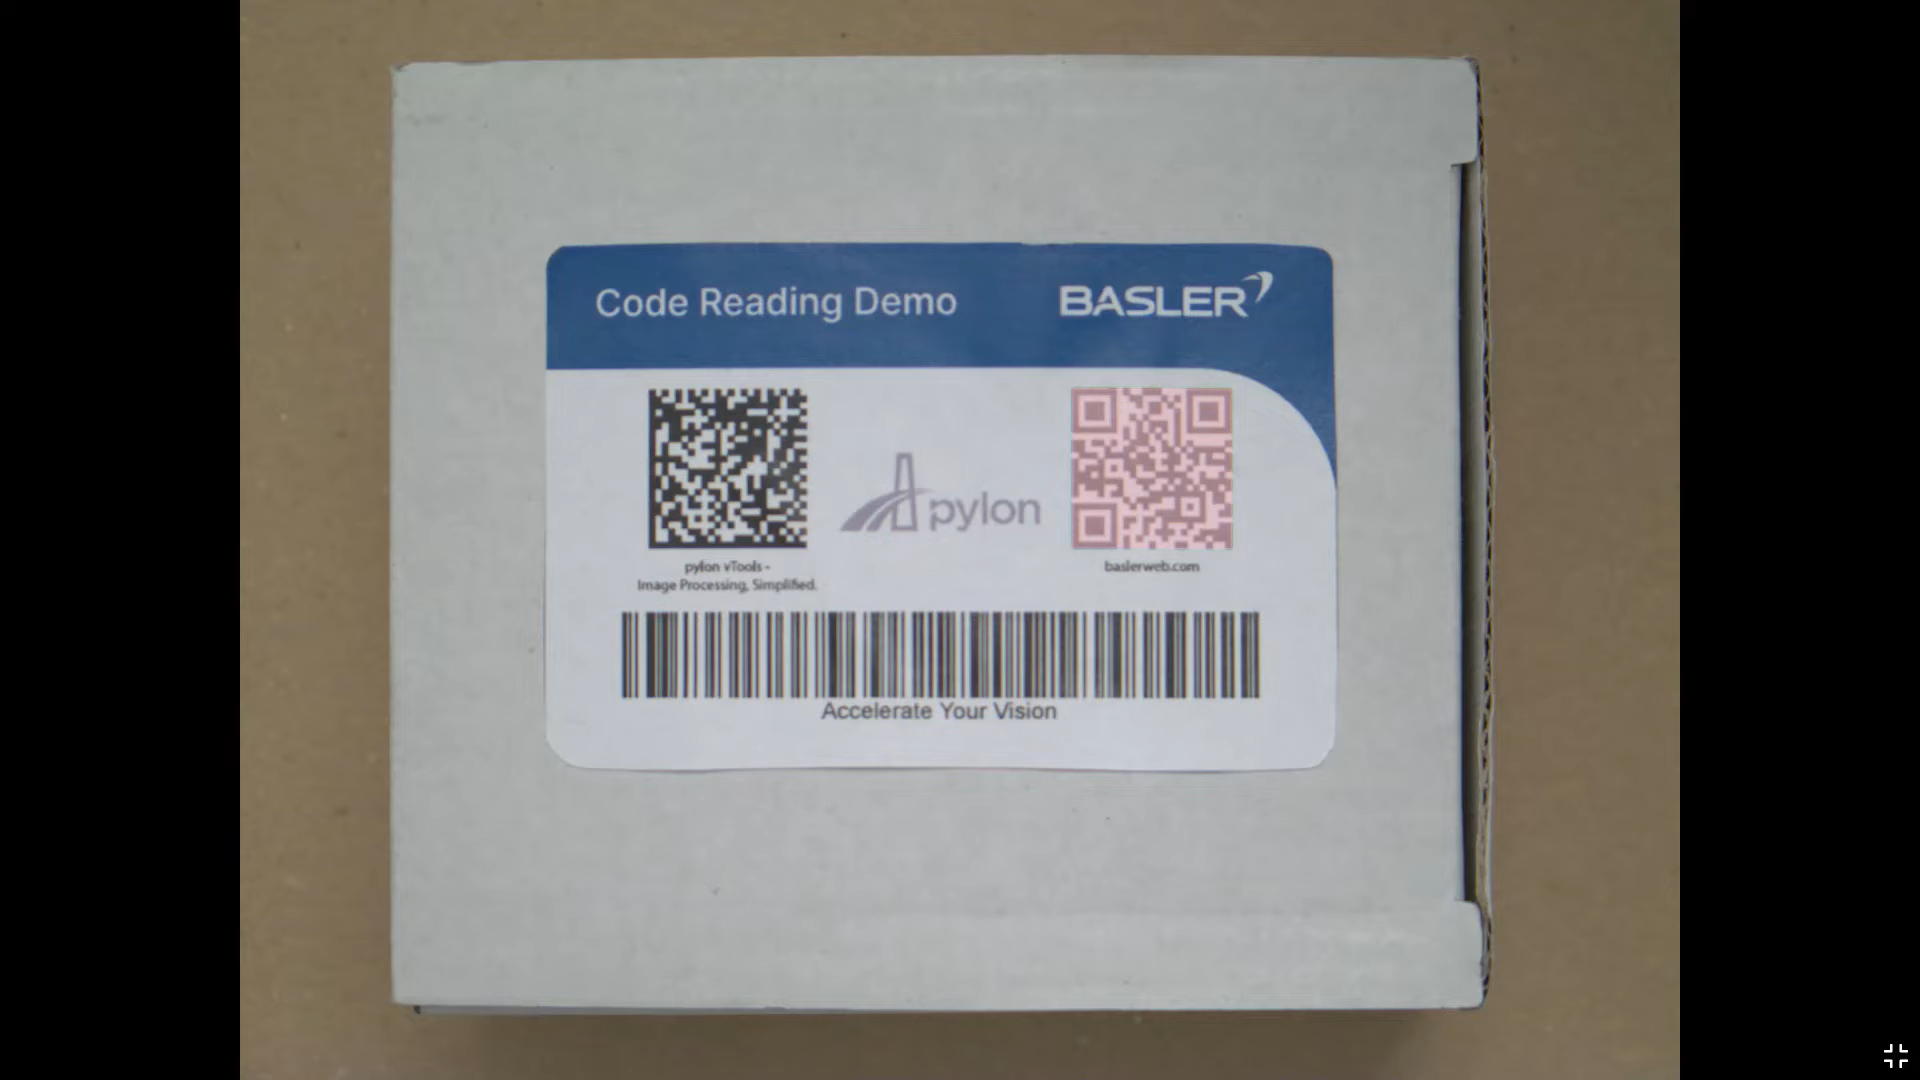 Code Reading Demo
BASLER
pylon
pylon vTools -
Image Processing, Simplified.
baslerweb.com
Accelerate Your Vision